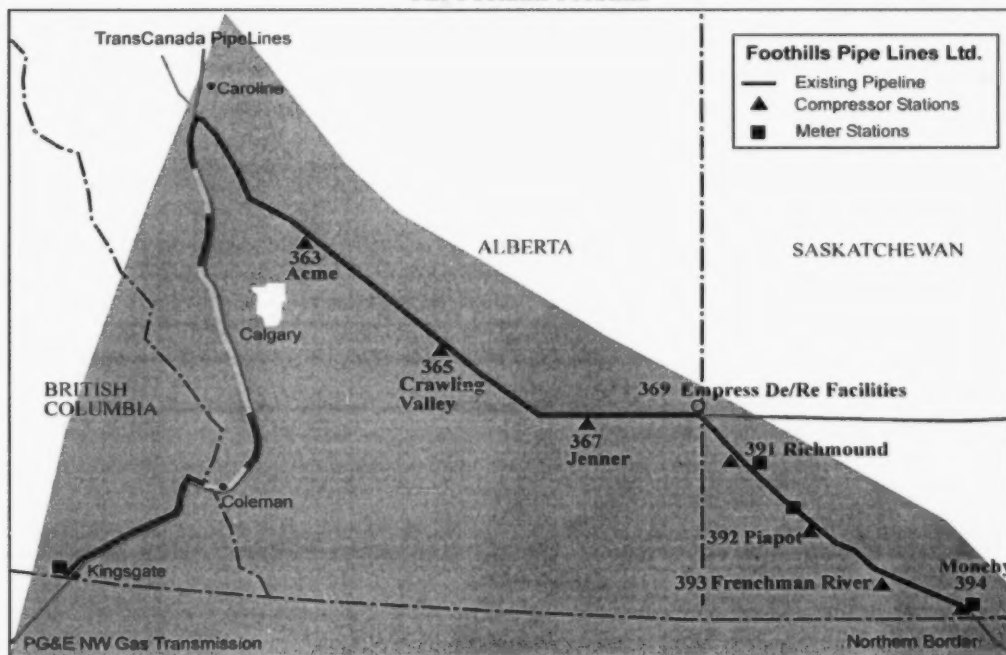 TransCanada PipeLines
Caroline
Foothills Pipe Lines Ltd.
Existing Pipeline
Compressor Stations
Meter Stations
ALBERTA
SASKATCHEWAN
363
Acme
Calgary
365
Crawling
Valley
BRITISH
COLUMBIA
369 Empress De/Re Facilities
367
Jenner
391 Richmound
Coleman
392 Piapot
Kingsgate
393 Frenchman River
Monchy
394
PG&E NW Gas Transmission
Northern Border